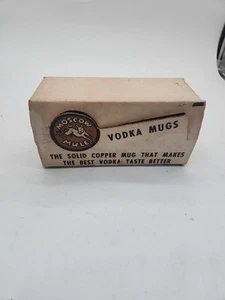 MOSCOW
MULE
VODKA MUGS
THE SOLID COPPER MUG THAT MAKES
THE BEST VODKA TASTE BETTER